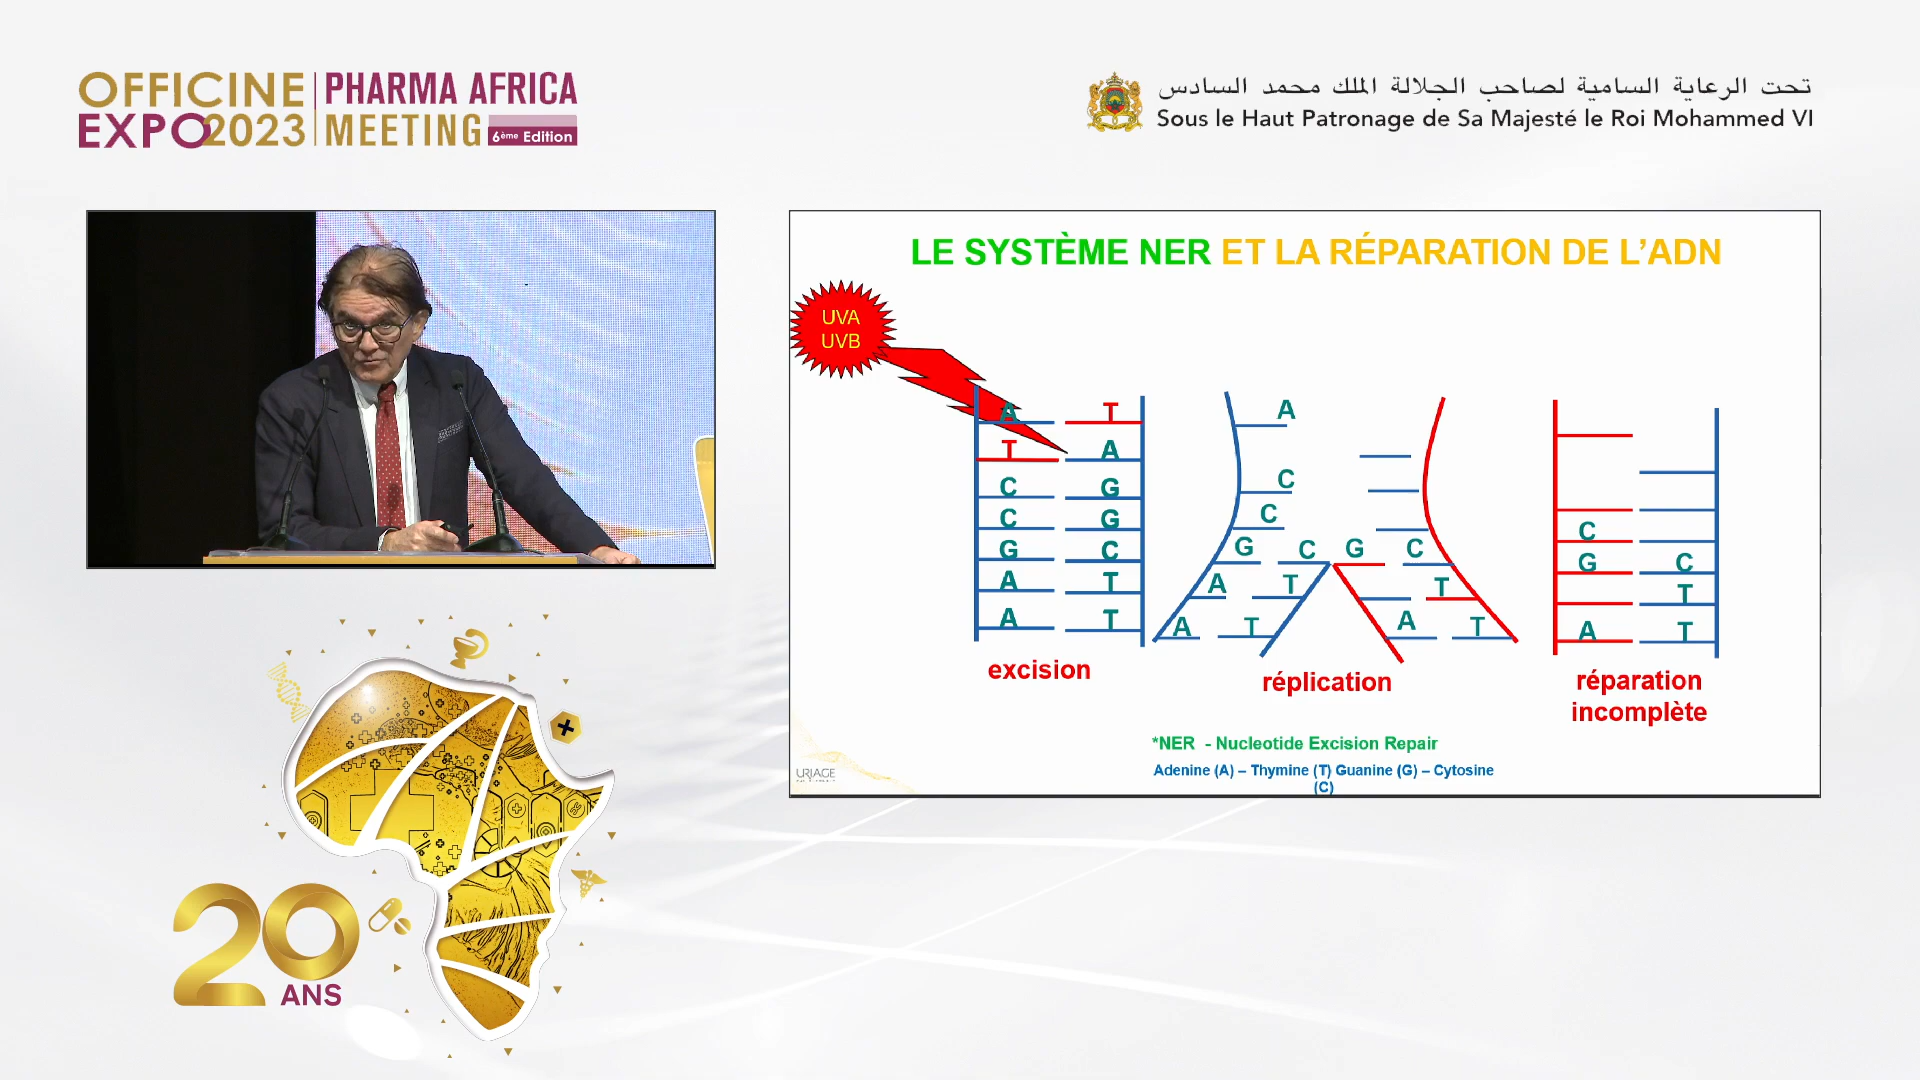 OFFICINE
EXPO2023
PHARMA AFRICA
MEETING
6ème Edition
تحت الرعاية السامية لصاحب الجلالة الملك محمد السادس
Sous le Haut Patronage de Sa Majesté le Roi Mohammed VI
LE SYSTÈME NER ET LA RÉPARATION DE L'ADN
UVA
UVB
A T
T A
C G
C G
G C
A T
A T
excision
A
C
C
G C G C
A T T
A T A T
réplication
C
G C
T
A T
réparation
incomplète
*NER - Nucleotide Excision Repair
Adenine (A) – Thymine (T) Guanine (G) – Cytosine
(C)
URIAGE
20
ANS